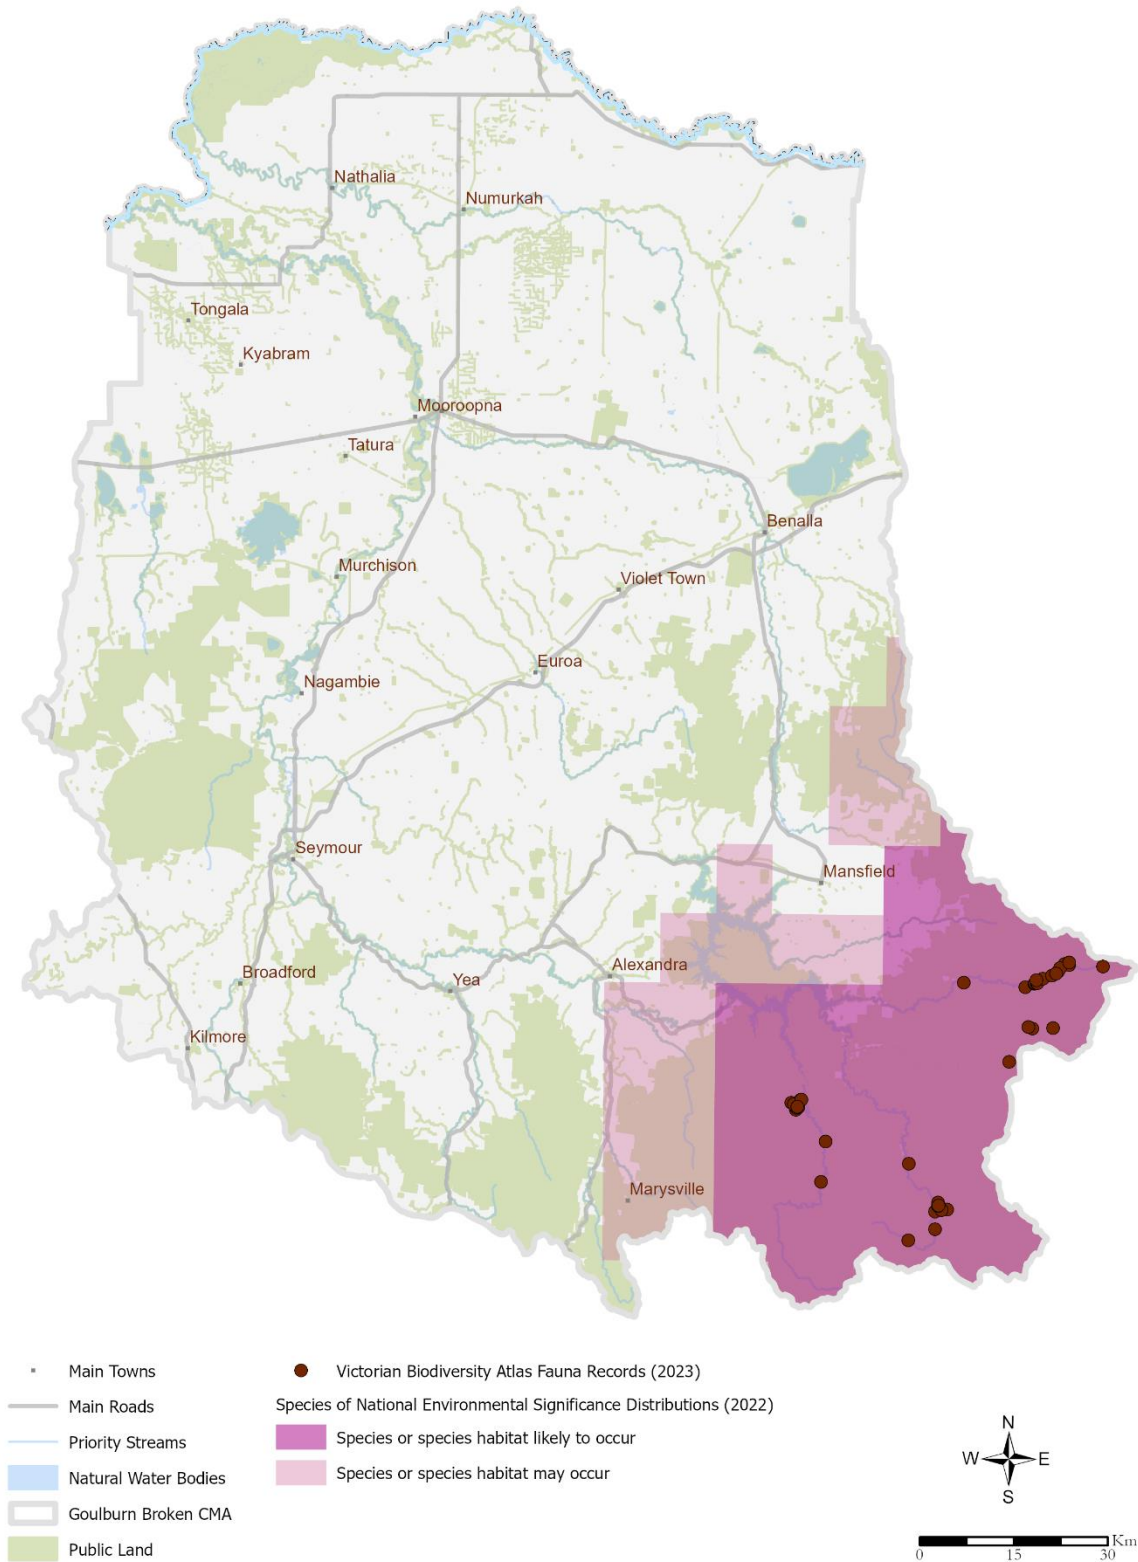 Nathalia
Numurkah
Tongala
Kyabram
Mooroopna
Tatura
Benalla
Murchison
Violet Town
Euroa
Nagambie
Seymour
Mansfield
Broadford
Yea
Alexandra
Kilmore
Marysville
Main Towns
Main Roads
Priority Streams
Natural Water Bodies
Goulburn Broken CMA
Public Land
Victorian Biodiversity Atlas Fauna Records (2023)
Species of National Environmental Significance Distributions (2022)
Species or species habitat likely to occur
Species or species habitat may occur
N
W E
S
Km
0 15 30